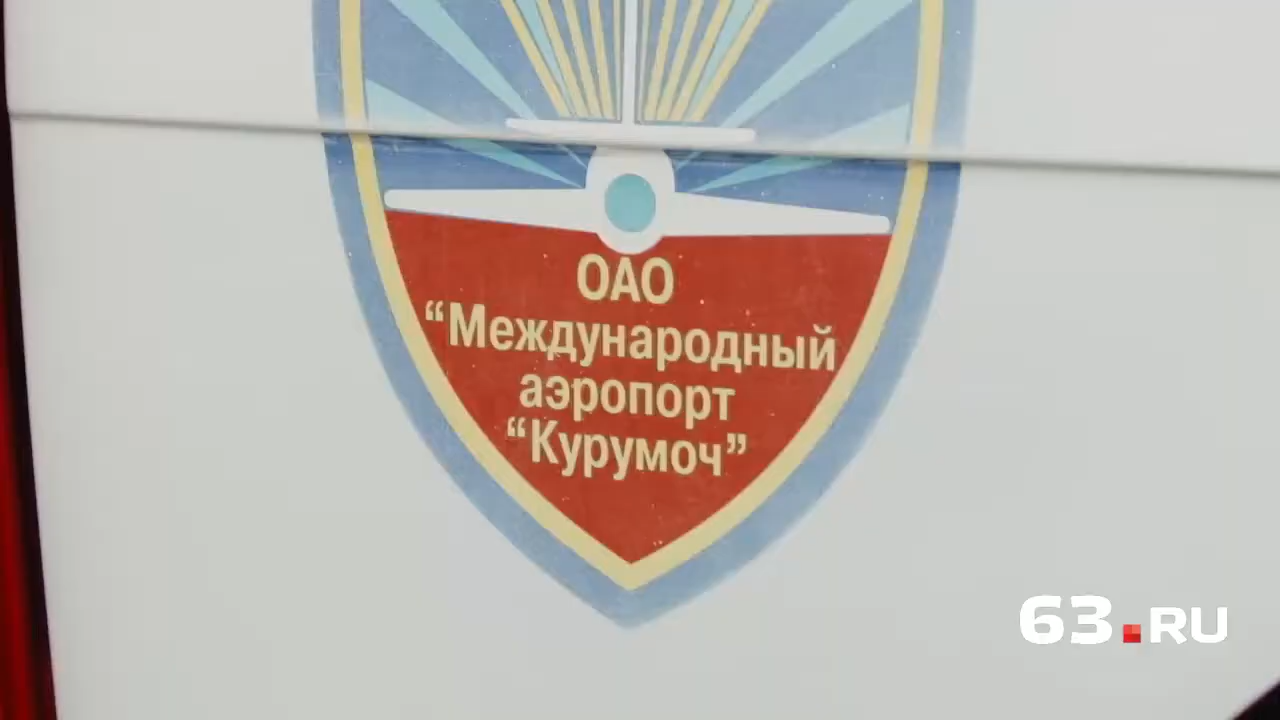 ОАО
“Международный
аэропорт
“Курумоч”
63.RU